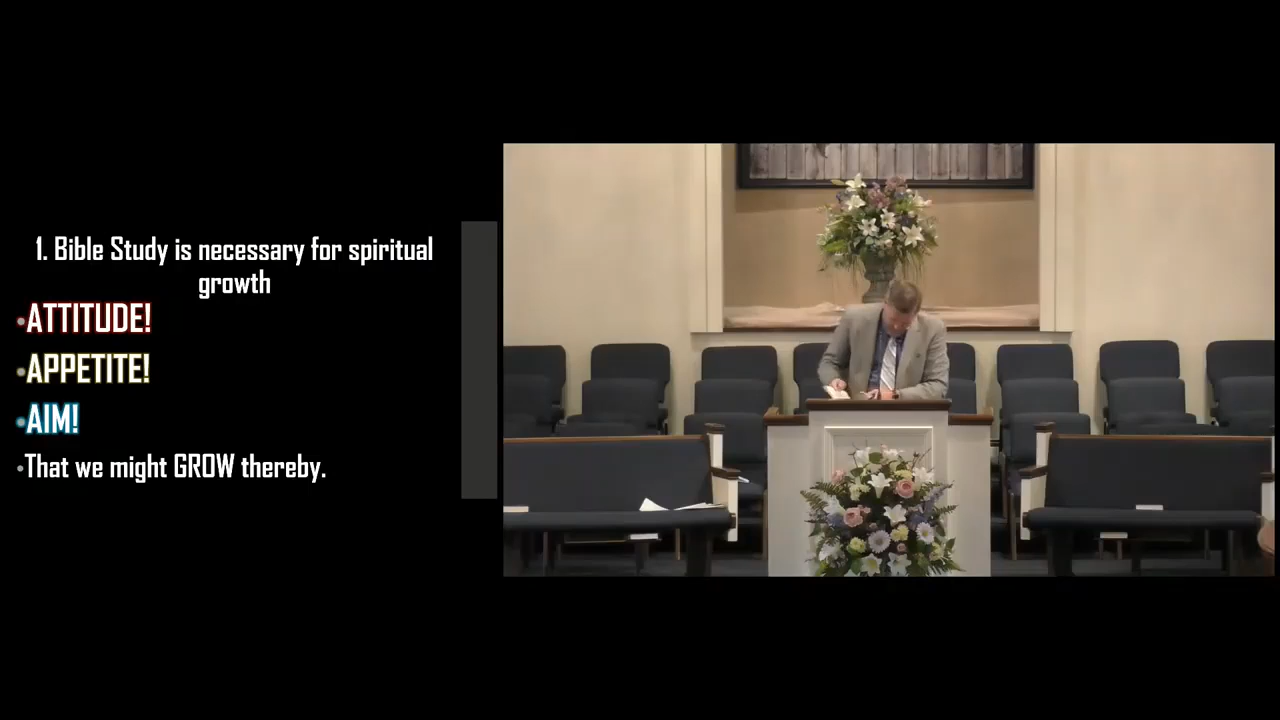 1. Bible Study is necessary for spiritual
growth
•ATTITUDE!
•APPETITE!
•AIM!
•That we might GROW thereby.